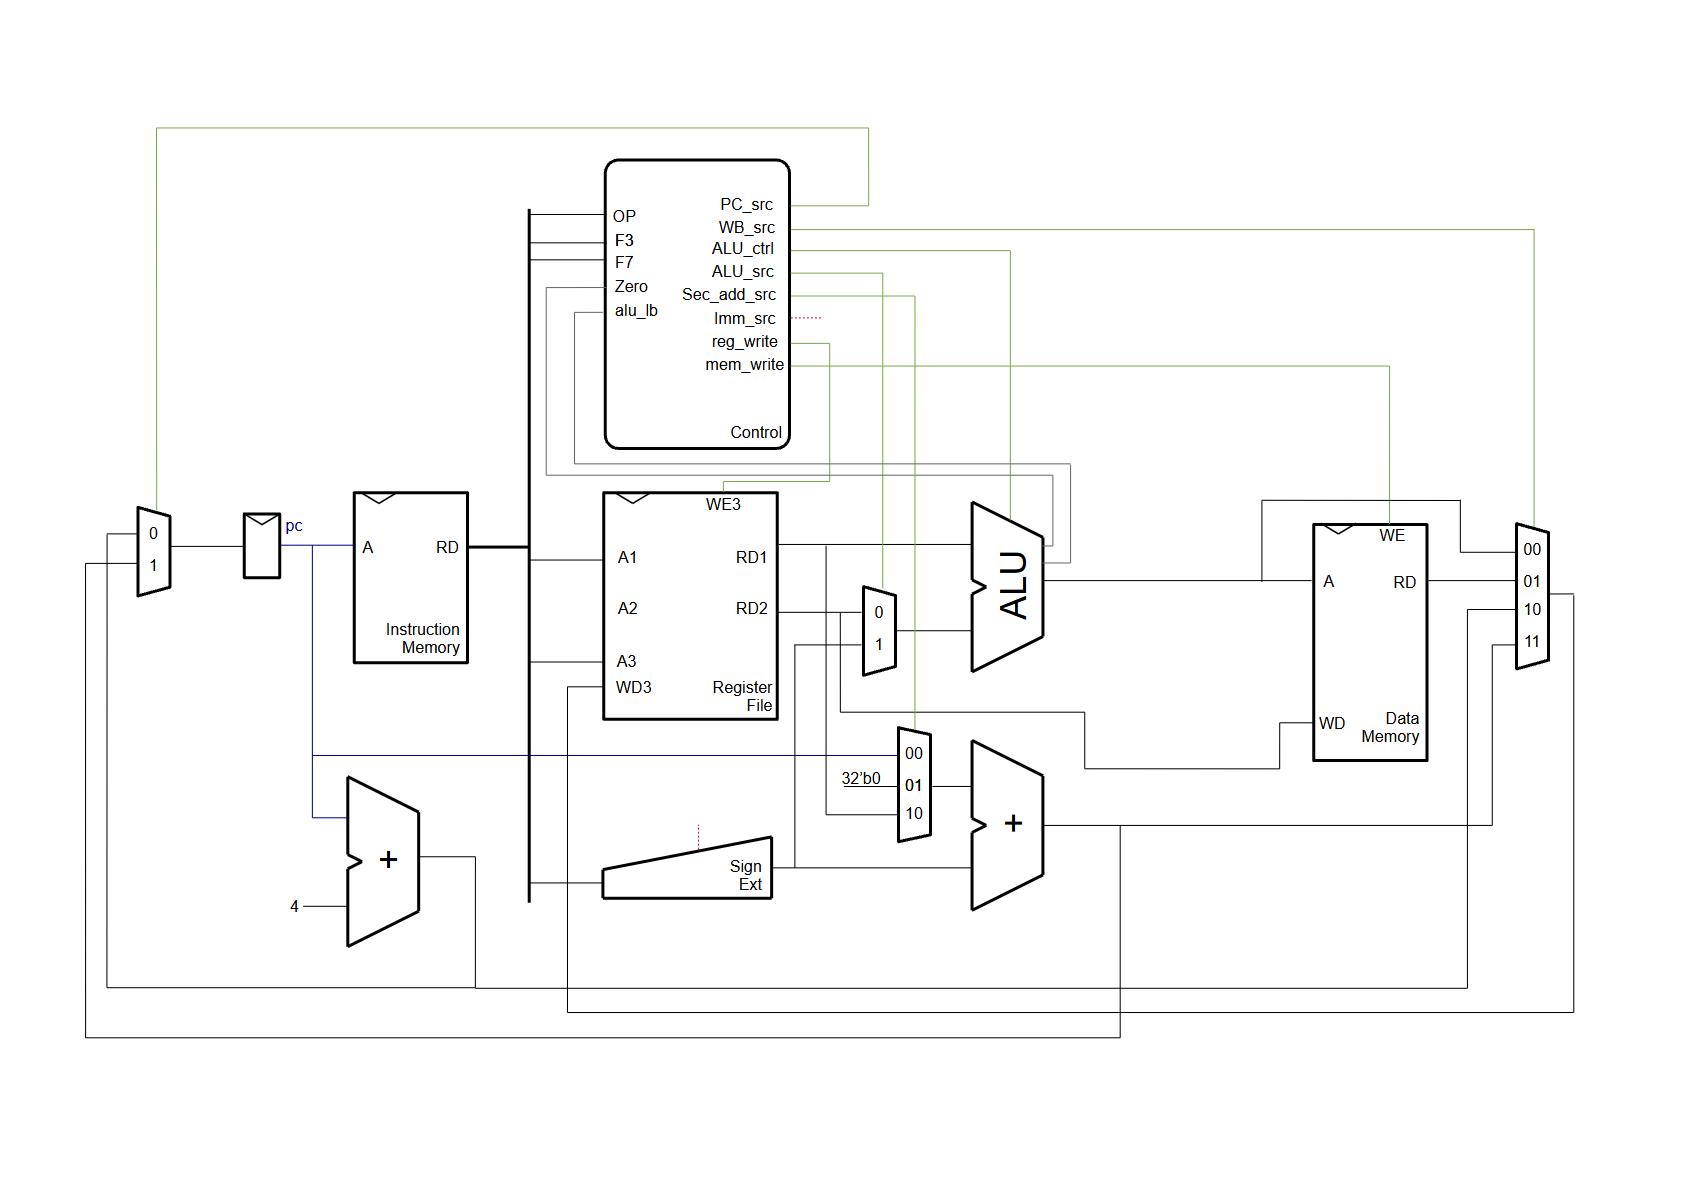 OP
F3
F7
Zero
alu_lb
PC_src
WB_src
ALU_ctrl
ALU_src
Sec_add_src
Imm_src
reg_write
mem_write
Control
0
1
pc
A
RD
Instruction
Memory
WE3
A1
A2
A3
WD3
RD1
RD2
Register
File
0
1
ALU
WE
A
RD
WD
Data
Memory
00
01
10
11
00
32'b0
01
10
+
Sign
Ext
+
4